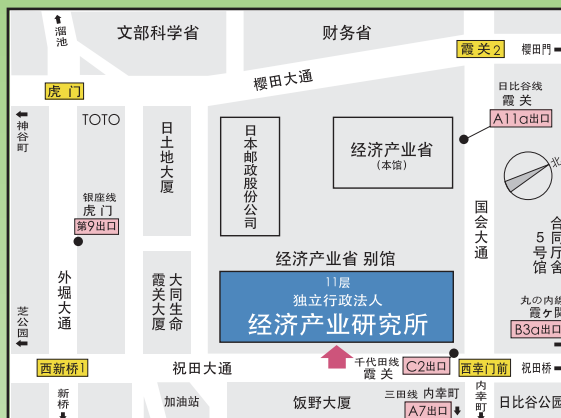 溜池
文部科学省
财务省
霞关2
樱田門
樱田大通
虎门
日比谷线
霞关
A11a出口
神谷町
TOTO
日土地大厦
日本邮政股份公司
经济产业省
(本馆)
北
银座线
虎门
第9出口
国会大通
合同厅舍
5号馆
外堀大通
霞关大厦
大同生命
经济产业省 别馆
11层
独立行政法人
经济产业研究所
丸の内線
霞ヶ関
B3a出口
芝公园
西新桥1
祝田大通
千代田线
霞关
C2出口
西幸门前
祝田桥
新桥
加油站
饭野大厦
三田线 内幸町
A7出口
内幸町
日比谷公园